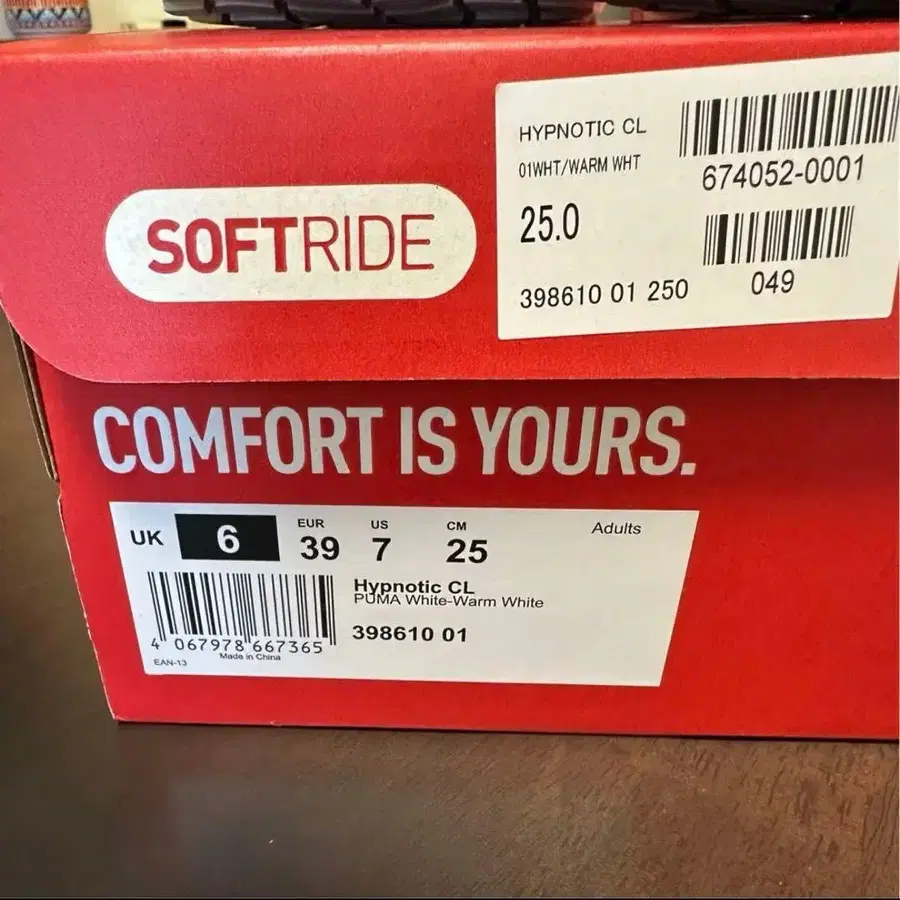 HYPNOTIC CL
01WHT/WARM WHT
674052-0001
25.0
398610 01 250
049
SOFTRIDE
COMFORT IS YOURS.
UK 6 EUR 39 US 7 CM 25 Adults
Hypnotic CL
PUMA White-Warm White
398610 01
4 067978 667365
EAN-13 Made in China